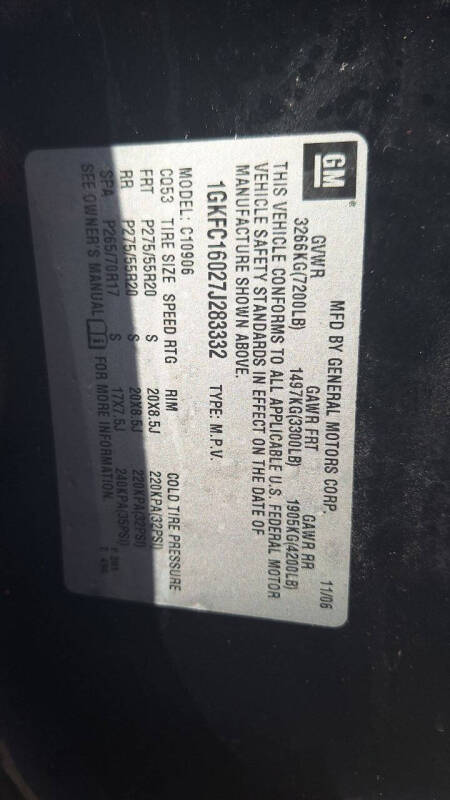 GM ®
MFD BY GENERAL MOTORS CORP. 11/06
GVWR GAWR FRT GAWR RR
3266KG(7200LB) 1497KG(3300LB) 1905KG(4200LB)
THIS VEHICLE CONFORMS TO ALL APPLICABLE U.S. FEDERAL MOTOR
VEHICLE SAFETY STANDARDS IN EFFECT ON THE DATE OF
MANUFACTURE SHOWN ABOVE.
1GKFC16027J283332 TYPE: M.P.V.
MODEL: C10906
CO53 TIRE SIZE SPEED RTG RIM COLD TIRE PRESSURE
FRT P275/55R20 S 20X8.5J 220KPA(32PSI)
RR P275/55R20 S 20X8.5J 220KPA(32PSI)
SPA P265/70R17 S 17X7.5J 240KPA(35PSI)
SEE OWNER'S MANUAL FOR MORE INFORMATION.